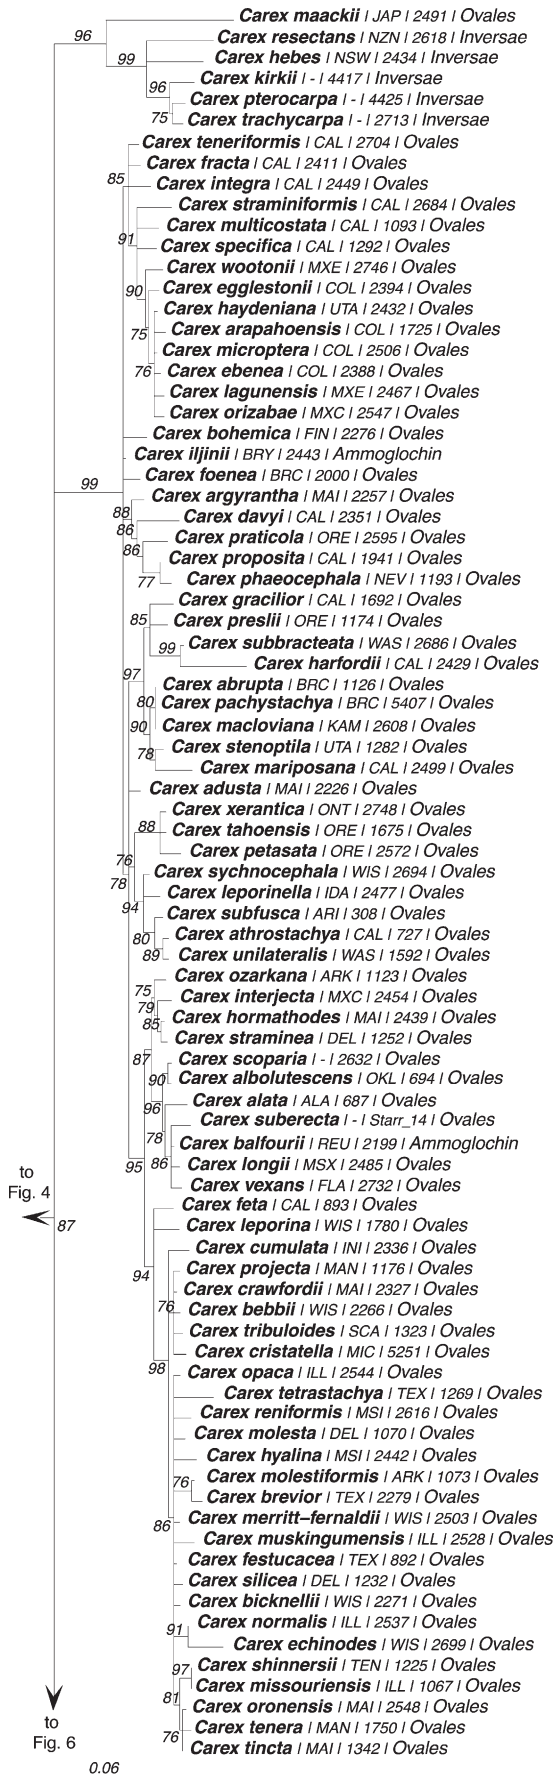 Carex maackii | JAP | 2491 | Ovales
96
Carex resectans | NZN | 2618 | Inversae
99
Carex hebes | NSW | 2434 | Inversae
Carex kirkii | - | 4417 | Inversae
96
Carex pterocarpa | - | 4425 | Inversae
75
Carex trachycarpa | - | 2713 | Inversae
Carex teneriformis | CAL | 2704 | Ovales
Carex fracta | CAL | 2411 | Ovales
85
Carex integra | CAL | 2449 | Ovales
Carex straminiformis | CAL | 2684 | Ovales
Carex multicostata | CAL | 1093 | Ovales
91
Carex specifica | CAL | 1292 | Ovales
Carex wootonii | MXE | 2746 | Ovales
90
Carex egglestonii | COL | 2394 | Ovales
Carex haydeniana | UTA | 2432 | Ovales
75
Carex arapahoensis | COL | 1725 | Ovales
Carex microptera | COL | 2506 | Ovales
76
Carex ebenea | COL | 2388 | Ovales
Carex lagunensis | MXE | 2467 | Ovales
Carex orizabae | MXC | 2547 | Ovales
Carex bohemica | FIN | 2276 | Ovales
Carex iljinii | BRY | 2443 | Ammoglochin
99
Carex foenea | BRC | 2000 | Ovales
Carex argyrantha | MAI | 2257 | Ovales
88
Carex davyi | CAL | 2351 | Ovales
86
Carex praticola | ORE | 2595 | Ovales
86
Carex proposita | CAL | 1941 | Ovales
77
Carex phaeocephala | NEV | 1193 | Ovales
Carex gracilior | CAL | 1692 | Ovales
85
Carex preslii | ORE | 1174 | Ovales
99
Carex subbracteata | WAS | 2686 | Ovales
Carex harfordii | CAL | 2429 | Ovales
97
Carex abrupta | BRC | 1126 | Ovales
80
Carex pachystachya | BRC | 5407 | Ovales
90
Carex macloviana | KAM | 2608 | Ovales
78
Carex stenoptila | UTA | 1282 | Ovales
Carex mariposana | CAL | 2499 | Ovales
Carex adusta | MAI | 2226 | Ovales
Carex xerantica | ONT | 2748 | Ovales
88
Carex tahoensis | ORE | 1675 | Ovales
Carex petasata | ORE | 2572 | Ovales
76
Carex sychnocephala | WIS | 2694 | Ovales
78
Carex leporinella | IDA | 2477 | Ovales
94
Carex subfusca | ARI | 308 | Ovales
80
Carex athrostachya | CAL | 727 | Ovales
89
Carex unilateralis | WAS | 1592 | Ovales
Carex ozarkana | ARK | 1123 | Ovales
75
Carex interjecta | MXC | 2454 | Ovales
79
Carex hormathodes | MAI | 2439 | Ovales
85
Carex straminea | DEL | 1252 | Ovales
87
Carex scoparia | - | 2632 | Ovales
90
Carex albolutescens | OKL | 694 | Ovales
96
Carex alata | ALA | 687 | Ovales
Carex suberecta | - | Starr_14 | Ovales
78
Carex balfourii | REU | 2199 | Ammoglochin
95
86
Carex longii | MSX | 2485 | Ovales
to
Fig. 4
Carex vexans | FLA | 2732 | Ovales
Carex feta | CAL | 893 | Ovales
87
Carex leporina | WIS | 1780 | Ovales
Carex cumulata | INI | 2336 | Ovales
94
Carex projecta | MAN | 1176 | Ovales
Carex crawfordii | MAI | 2327 | Ovales
76
Carex bebbii | WIS | 2266 | Ovales
Carex tribuloides | SCA | 1323 | Ovales
Carex cristatella | MIC | 5251 | Ovales
98
Carex opaca | ILL | 2544 | Ovales
Carex tetrastachya | TEX | 1269 | Ovales
Carex reniformis | MSI | 2616 | Ovales
Carex molesta | DEL | 1070 | Ovales
Carex hyalina | MSI | 2442 | Ovales
76
Carex molestiformis | ARK | 1073 | Ovales
Carex brevior | TEX | 2279 | Ovales
86
Carex merritt–fernaldii | WIS | 2503 | Ovales
Carex muskingumensis | ILL | 2528 | Ovales
Carex festucacea | TEX | 892 | Ovales
Carex silicea | DEL | 1232 | Ovales
Carex bicknellii | WIS | 2271 | Ovales
Carex normalis | ILL | 2537 | Ovales
91
Carex echinodes | WIS | 2699 | Ovales
97
Carex shinnersii | TEN | 1225 | Ovales
Carex missouriensis | ILL | 1067 | Ovales
81
Carex oronensis | MAI | 2548 | Ovales
Carex tenera | MAN | 1750 | Ovales
76
Carex tincta | MAI | 1342 | Ovales
to
Fig. 6
0.06